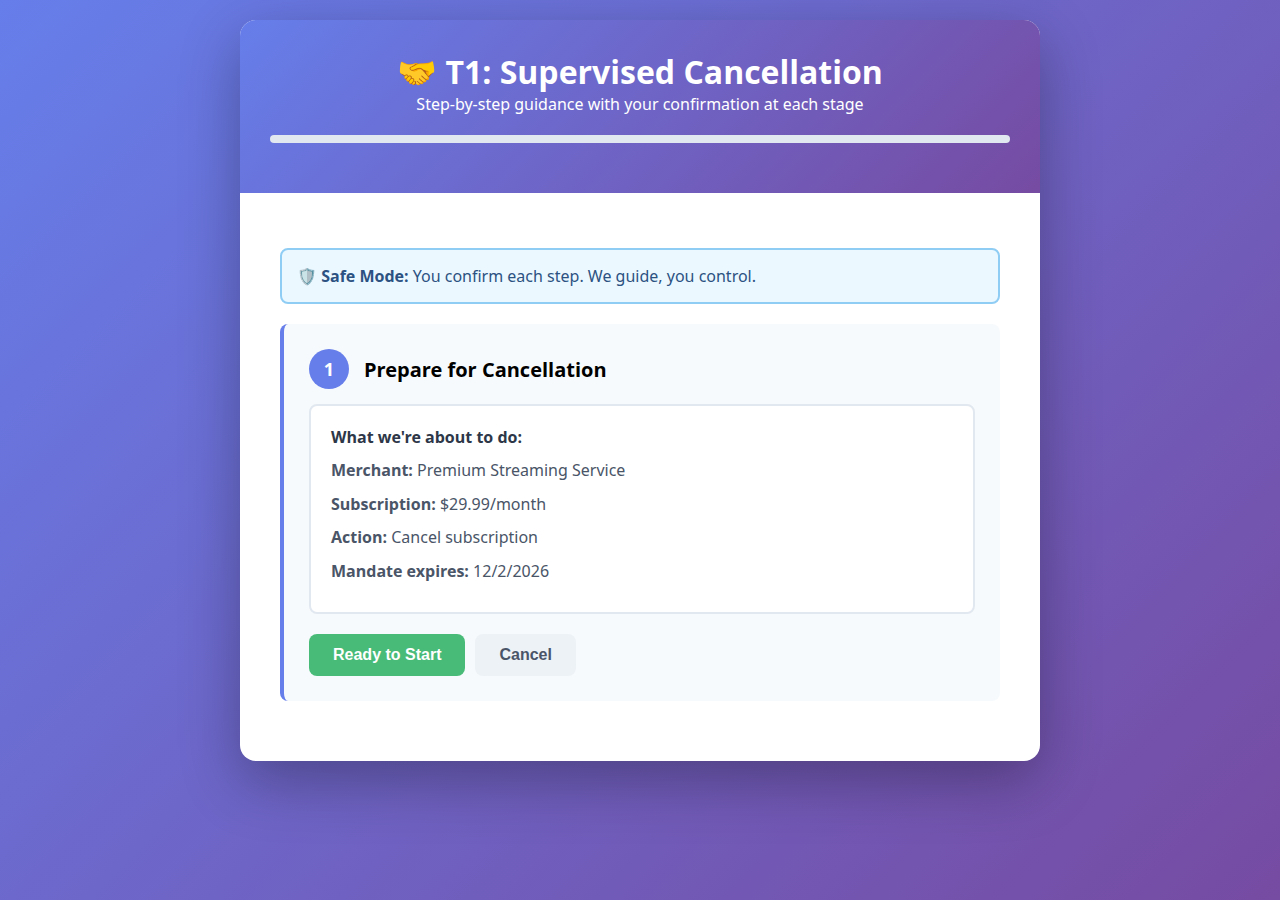 🤝 T1: Supervised Cancellation
Step-by-step guidance with your confirmation at each stage
🛡️ Safe Mode: You confirm each step. We guide, you control.
1 Prepare for Cancellation
What we're about to do:
Merchant: Premium Streaming Service
Subscription: $29.99/month
Action: Cancel subscription
Mandate expires: 12/2/2026
Ready to Start Cancel